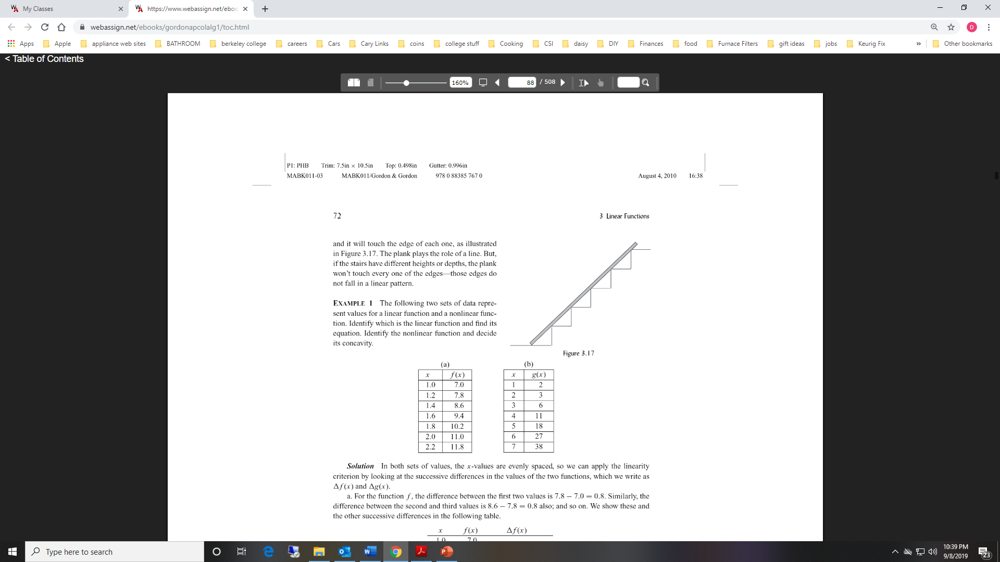 My Classes
https://www.webassign.net/eboo
webassign.net/ebooks/gordonapcolalg1/toc.html
D
Apps Apple appliance web sites BATHROOM berkeley college careers Cars Cary Links coins college stuff Cooking CSI daisy DIY Finances food Furnace Filters gift ideas jobs Keurig Fix » Other bookmarks
< Table of Contents
160% 88 / 508
P1: PHB Trim: 7.5in × 10.5in Top: 0.498in Gutter: 0.996in
MABK011-03 MABK011/Gordon & Gordon 978 0 88385 767 0 August 4, 2010 16:38
72 3 Linear Functions
and it will touch the edge of each one, as illustrated
in Figure 3.17. The plank plays the role of a line. But,
if the stairs have different heights or depths, the plank
won't touch every one of the edges—those edges do
not fall in a linear pattern.
EXAMPLE 1 The following two sets of data repre-
sent values for a linear function and a nonlinear func-
tion. Identify which is the linear function and find its
equation. Identify the nonlinear function and decide
its concavity.
Figure 3.17
(a)
x f(x)
1.0 7.0
1.2 7.8
1.4 8.6
1.6 9.4
1.8 10.2
2.0 11.0
2.2 11.8
(b)
x g(x)
1 2
2 3
3 6
4 11
5 18
6 27
7 38
Solution In both sets of values, the x-values are evenly spaced, so we can apply the linearity
criterion by looking at the successive differences in the values of the two functions, which we write as
Δf(x) and Δg(x).
a. For the function f, the difference between the first two values is 7.8 − 7.0 = 0.8. Similarly, the
difference between the second and third values is 8.6 − 7.8 = 0.8 also; and so on. We show these and
the other successive differences in the following table.
x f(x) Δf(x)
1.0 7.0
Type here to search
10:39 PM
9/8/2019
23